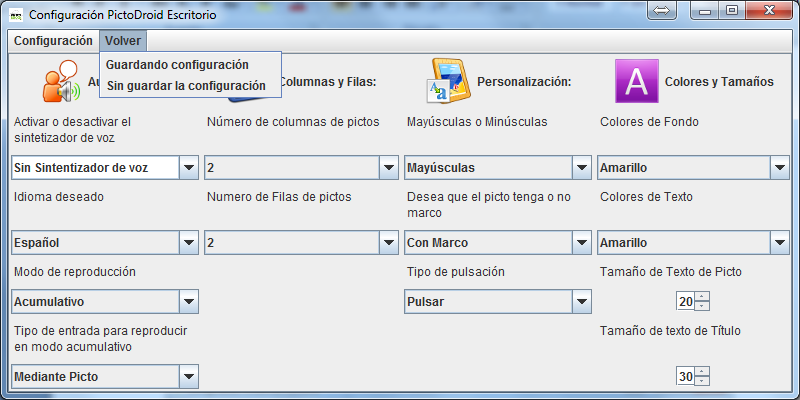 Configuración PictoDroid Escritorio
Configuración Volver
Guardando configuración
Sin guardar la configuración
Au
Columnas y Filas:
Personalización:
Colores y Tamaños
Activar o desactivar el
sintetizador de voz
Número de columnas de pictos
Mayúsculas o Minúsculas
Colores de Fondo
Sin Sintentizador de voz
2
Mayúsculas
Amarillo
Idioma deseado
Numero de Filas de pictos
Desea que el picto tenga o no
marco
Colores de Texto
Español
2
Con Marco
Amarillo
Modo de reproducción
Tipo de pulsación
Tamaño de Texto de Picto
Acumulativo
Pulsar
20
Tipo de entrada para reproducir
en modo acumulativo
Tamaño de texto de Título
Mediante Picto
30